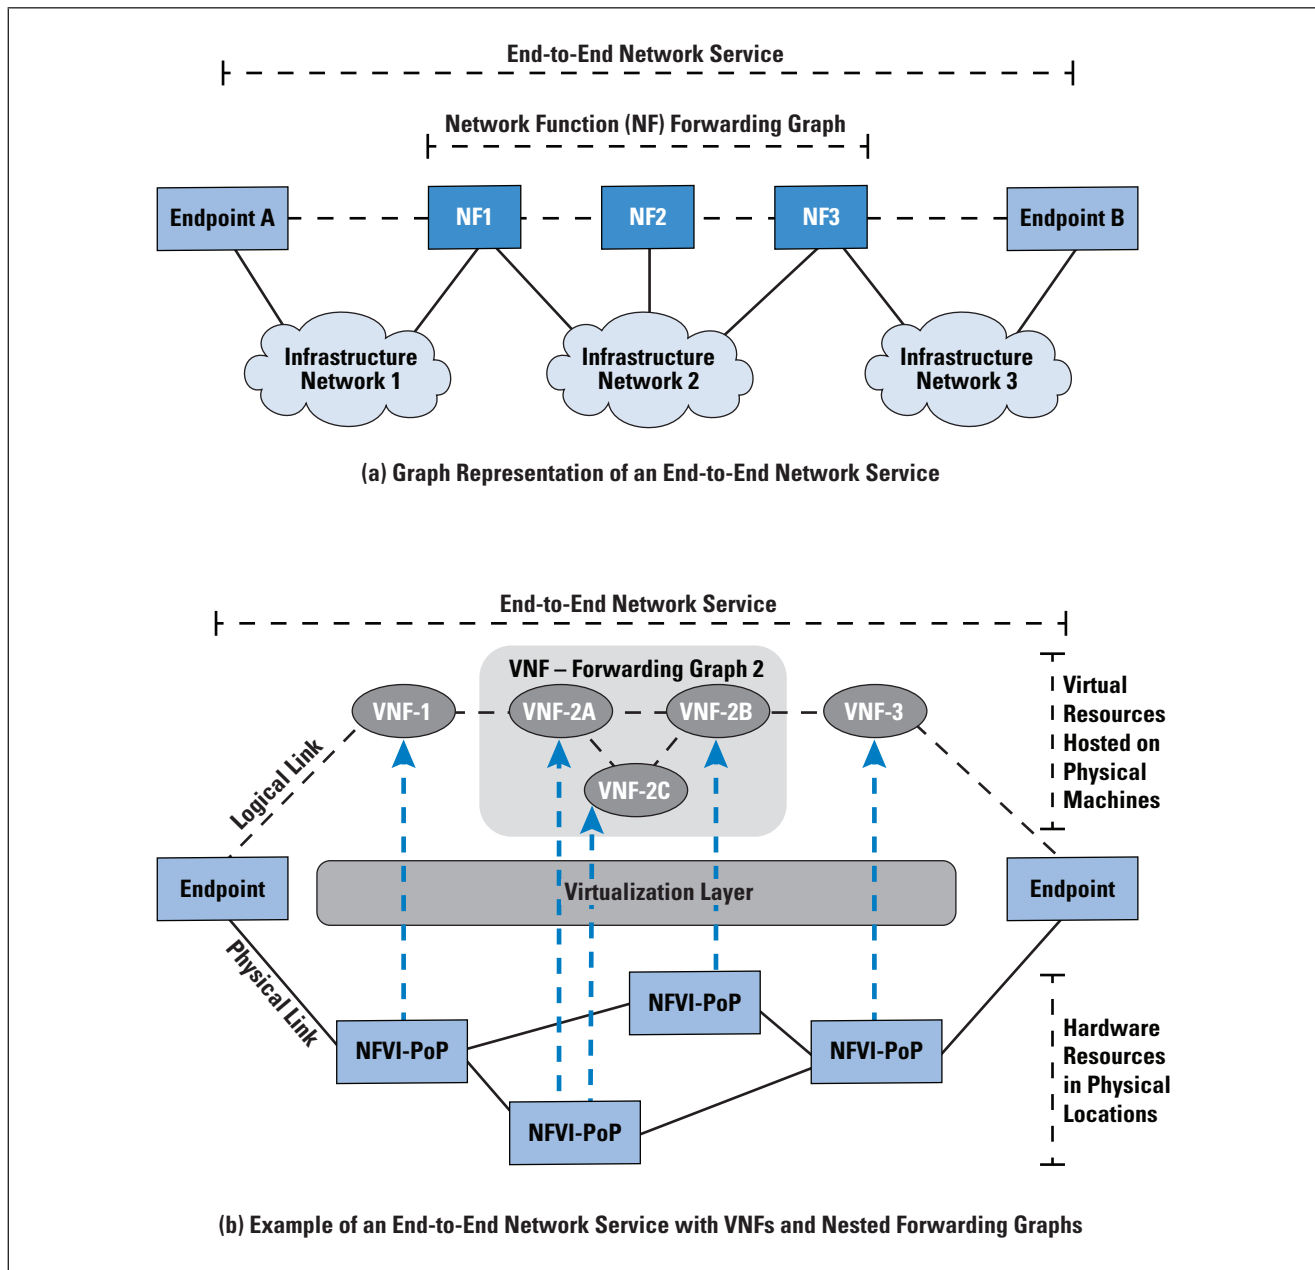 End-to-End Network Service
Network Function (NF) Forwarding Graph
Endpoint A
NF1
NF2
NF3
Endpoint B
Infrastructure
Network 1
Infrastructure
Network 2
Infrastructure
Network 3
(a) Graph Representation of an End-to-End Network Service
End-to-End Network Service
VNF – Forwarding Graph 2
VNF-1
VNF-2A
VNF-2B
VNF-3
VNF-2C
Virtual
Resources
Hosted on
Physical
Machines
Logical Link
Endpoint
Virtualization Layer
Endpoint
Physical Link
NFVI-PoP
NFVI-PoP
NFVI-PoP
NFVI-PoP
Hardware
Resources
in Physical
Locations
(b) Example of an End-to-End Network Service with VNFs and Nested Forwarding Graphs